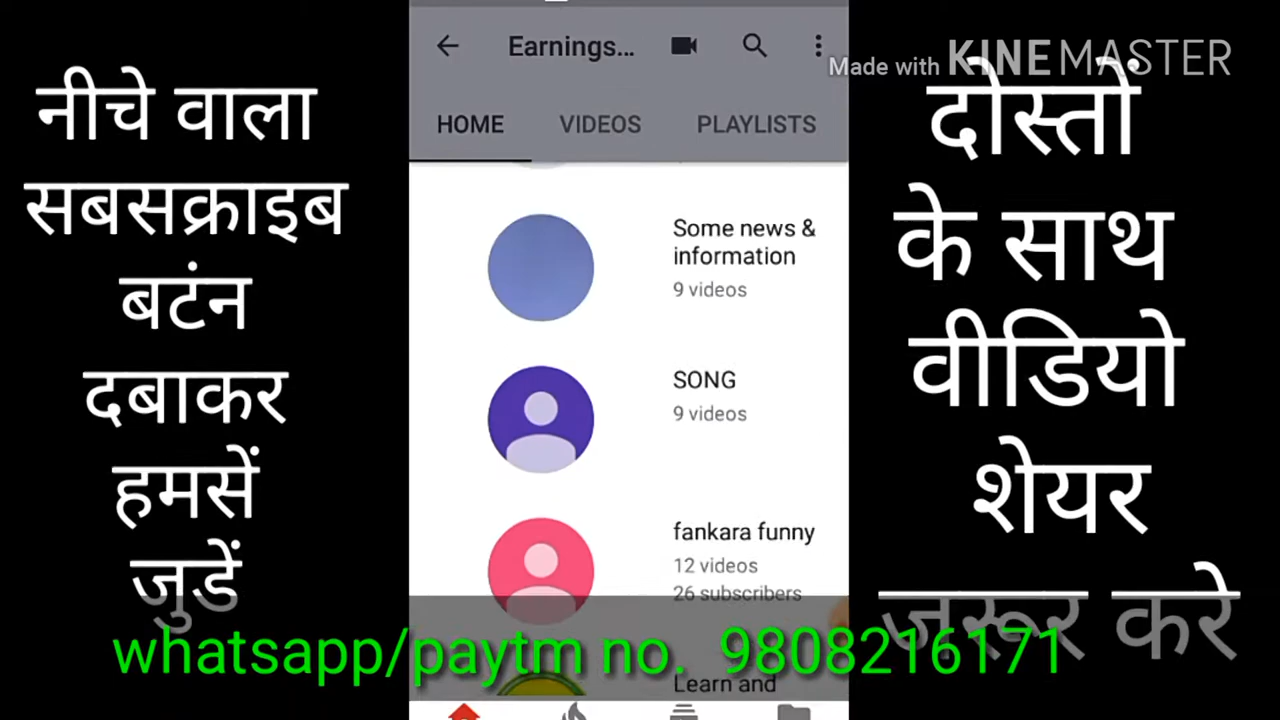 नीचे वाला
सबसक्राइब
बटंन
दबाकर
हमसें
जुडें
Earnings...
HOME VIDEOS PLAYLISTS
Some news &
information
9 videos
SONG
9 videos
fankara funny
12 videos
26 subscribers
Learn and
Made with KINEMASTER
दोस्तों
के साथ
वीडियो
शेयर
जरूर करे
whatsapp/paytm no. 9808216171